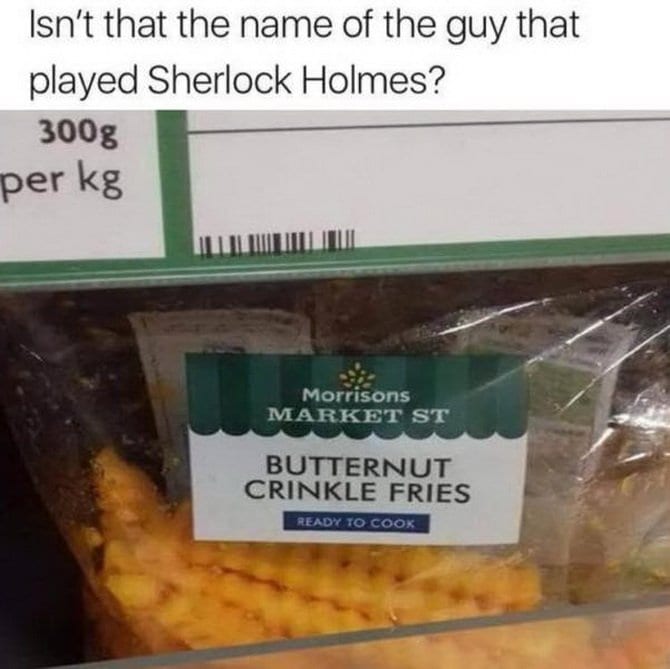 Isn't that the name of the guy that
played Sherlock Holmes?
300g
per kg
Morrisons
MARKET ST
BUTTERNUT
CRINKLE FRIES
READY TO COOK